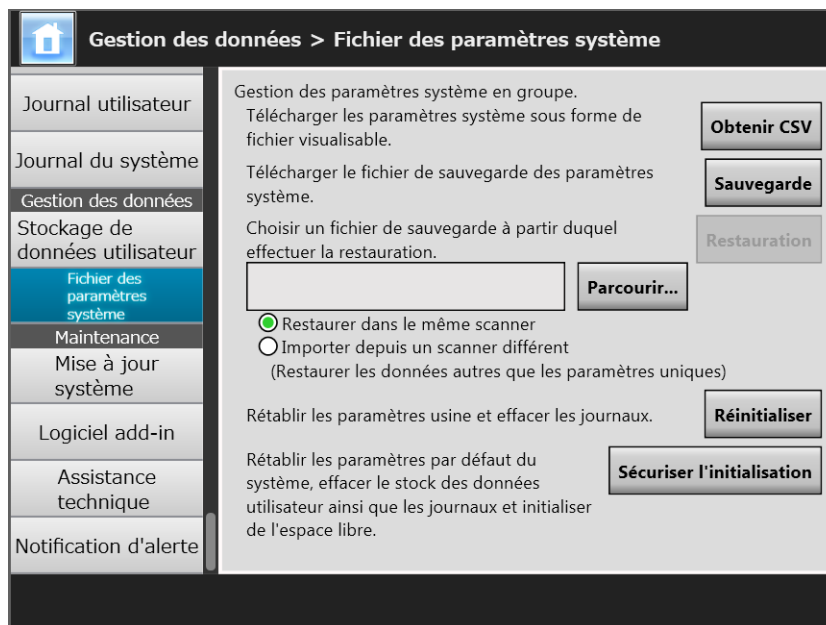 Gestion des données > Fichier des paramètres système
Journal utilisateur
Journal du système
Gestion des données
Stockage de
données utilisateur
Fichier des
paramètres
système
Maintenance
Mise à jour
système
Logiciel add-in
Assistance
technique
Notification d'alerte
Gestion des paramètres système en groupe.
Télécharger les paramètres système sous forme de
fichier visualisable.
Obtenir CSV
Télécharger le fichier de sauvegarde des paramètres
système.
Sauvegarde
Choisir un fichier de sauvegarde à partir duquel
effectuer la restauration.
Restauration
Parcourir...
Restaurer dans le même scanner
Importer depuis un scanner différent
(Restaurer les données autres que les paramètres uniques)
Rétablir les paramètres usine et effacer les journaux.
Réinitialiser
Rétablir les paramètres par défaut du
système, effacer le stock des données
utilisateur ainsi que les journaux et initialiser
de l'espace libre.
Sécuriser l'initialisation